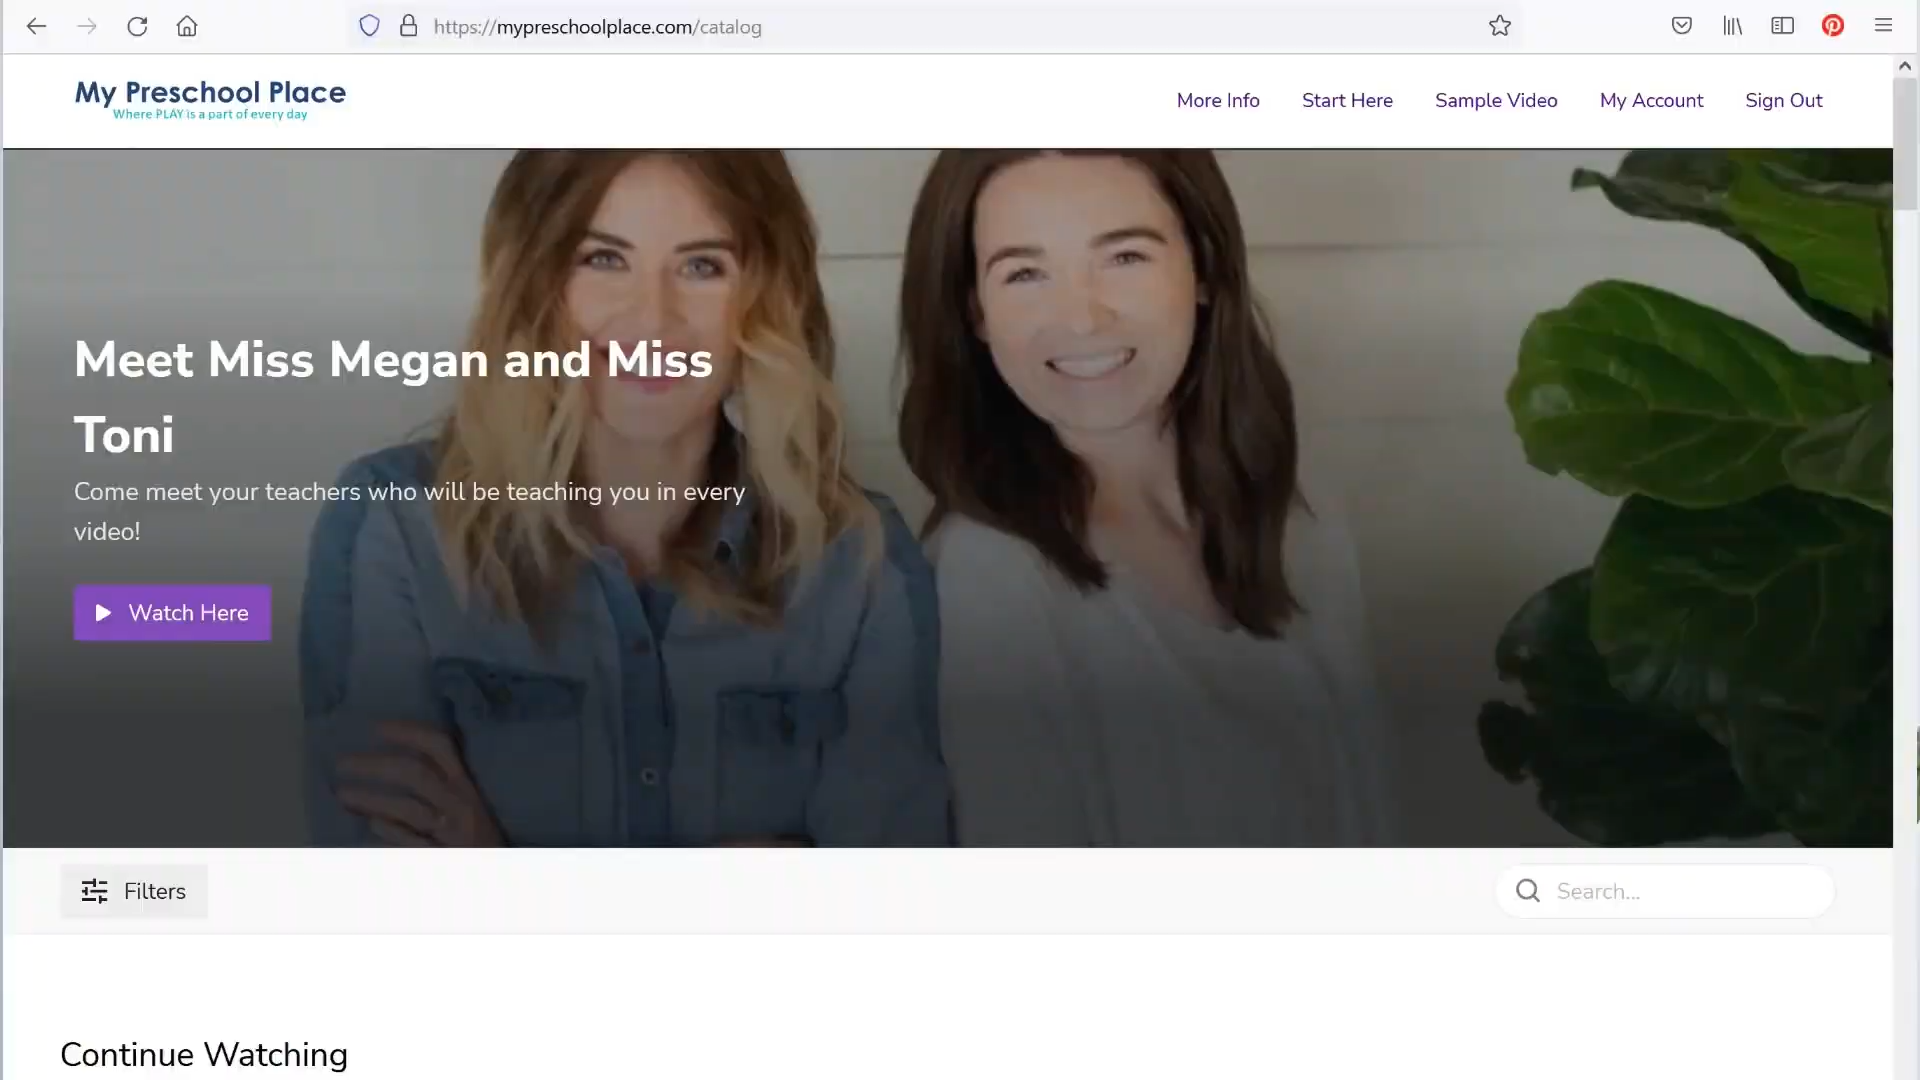 https://mypreschoolplace.com/catalog
My Preschool Place
Where PLAY is a part of every day
More Info
Start Here
Sample Video
My Account
Sign Out
Meet Miss Megan and Miss
Toni
Come meet your teachers who will be teaching you in every
video!
Watch Here
Filters
Search...
Continue Watching